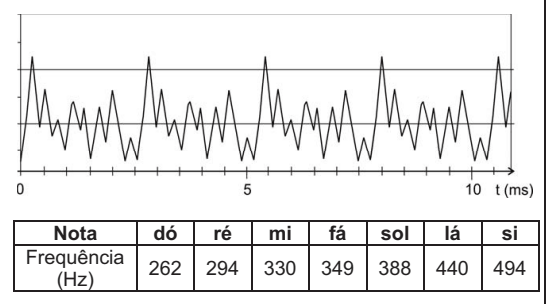 0 5 10 t (ms)
Nota dó ré mi fá sol lá si
Frequência (Hz) 262 294 330 349 388 440 494